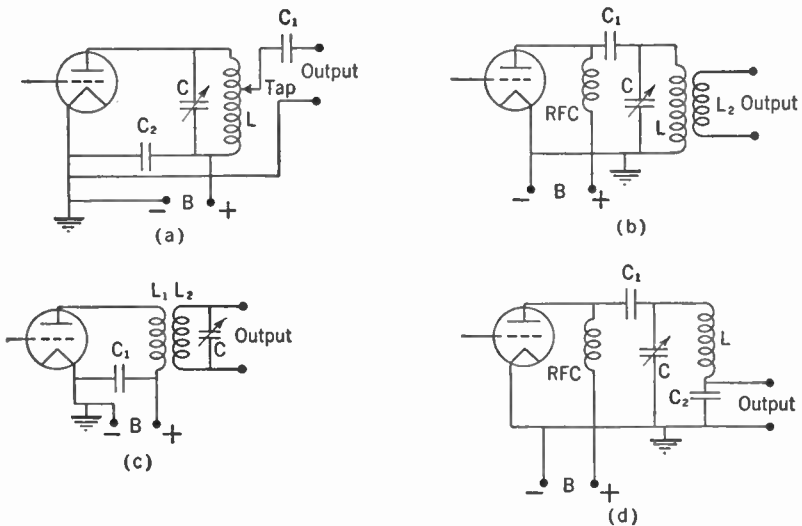 C₁
Output
C
Tap
L
C₂
− B +
(a)
C₁
RFC
C
L
L₂ Output
− B +
(b)
L₁ L₂
C
Output
C₁
− B +
(c)
C₁
RFC
C
L
C₂
Output
− B +
(d)